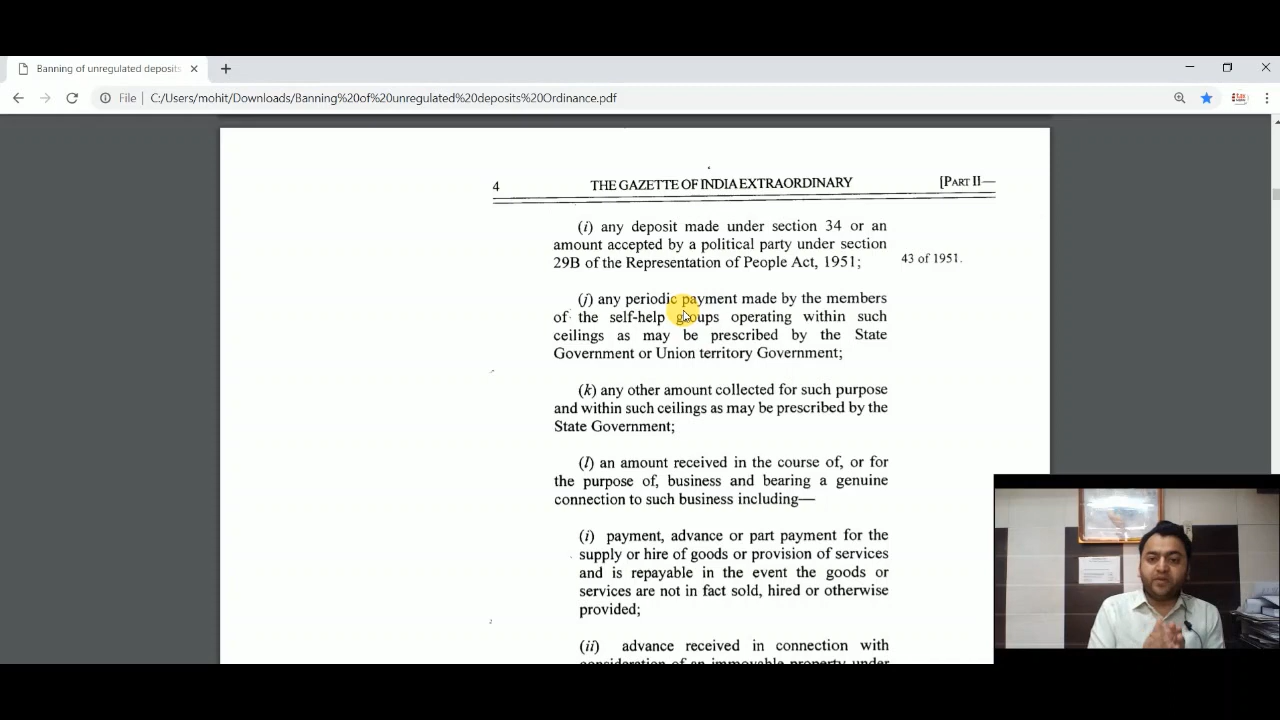 Banning of unregulated deposits
File | C:/Users/mohit/Downloads/Banning%20of%20unregulated%20deposits%20Ordinance.pdf
4 THE GAZETTE OF INDIA EXTRAORDINARY [PART II—
(i) any deposit made under section 34 or an
amount accepted by a political party under section
29B of the Representation of People Act, 1951; 43 of 1951.
(j) any periodic payment made by the members
of the self-help groups operating within such
ceilings as may be prescribed by the State
Government or Union territory Government;
(k) any other amount collected for such purpose
and within such ceilings as may be prescribed by the
State Government;
(l) an amount received in the course of, or for
the purpose of, business and bearing a genuine
connection to such business including—
(i) payment, advance or part payment for the
supply or hire of goods or provision of services
and is repayable in the event the goods or
services are not in fact sold, hired or otherwise
provided;
(ii) advance received in connection with
consideration of an immovable property under